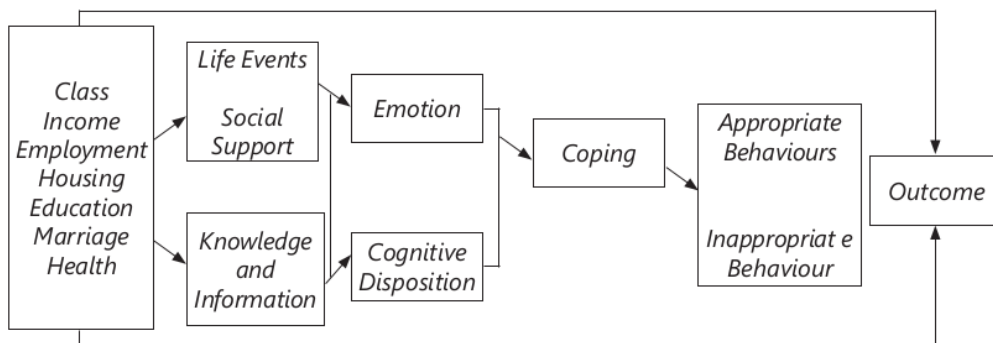 Class
Income
Employment
Housing
Education
Marriage
Health
Life Events
Social
Support
Knowledge
and
Information
Emotion
Cognitive
Disposition
Coping
Appropriate
Behaviours
Inappropriat e
Behaviour
Outcome